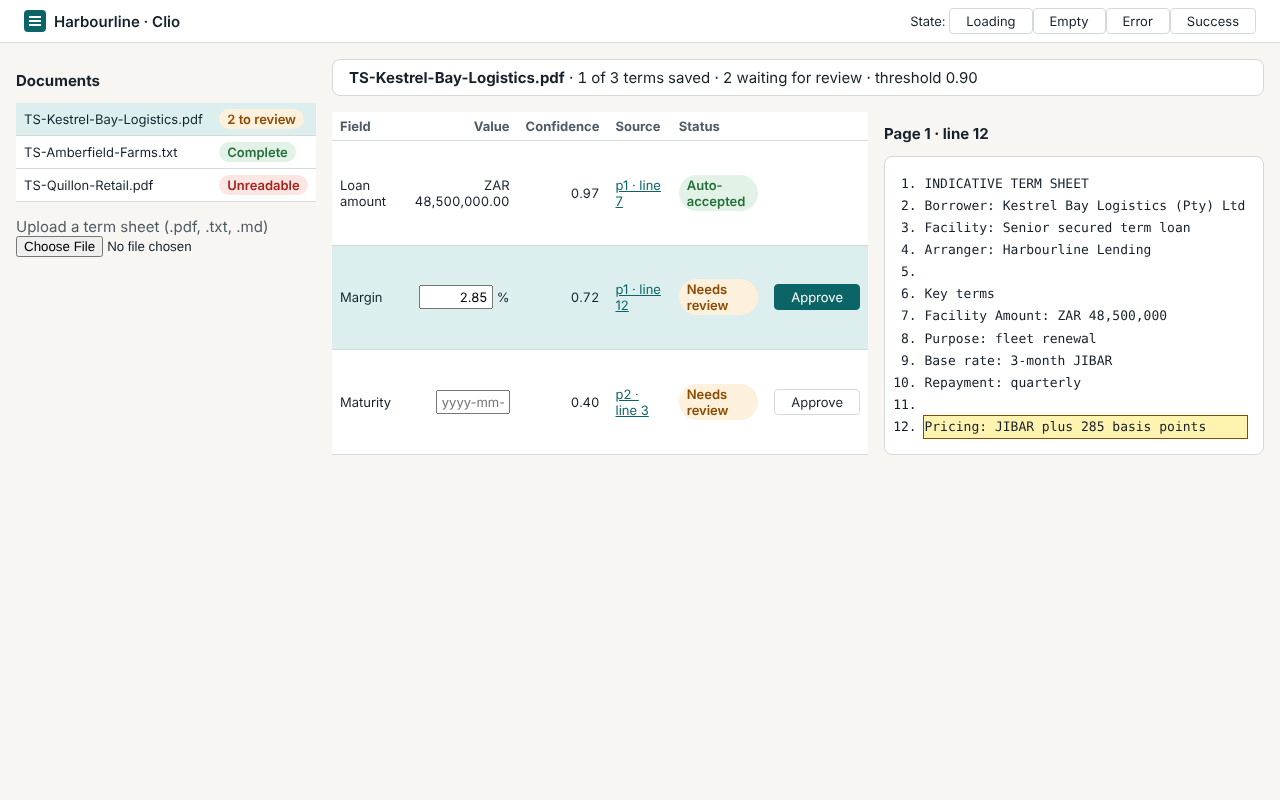 Harbourline · Clio
State: Loading Empty Error Success
Documents
TS-Kestrel-Bay-Logistics.pdf 2 to review
TS-Amberfield-Farms.txt Complete
TS-Quillon-Retail.pdf Unreadable
Upload a term sheet (.pdf, .txt, .md)
Choose File No file chosen
TS-Kestrel-Bay-Logistics.pdf · 1 of 3 terms saved · 2 waiting for review · threshold 0.90
Field Value Confidence Source Status
Loan amount ZAR 48,500,000.00 0.97 p1 · line 7 Auto-accepted
Margin 2.85 % 0.72 p1 · line 12 Needs review Approve
Maturity yyyy-mm- 0.40 p2 · line 3 Needs review Approve
Page 1 · line 12
1. INDICATIVE TERM SHEET
2. Borrower: Kestrel Bay Logistics (Pty) Ltd
3. Facility: Senior secured term loan
4. Arranger: Harbourline Lending
5.
6. Key terms
7. Facility Amount: ZAR 48,500,000
8. Purpose: fleet renewal
9. Base rate: 3-month JIBAR
10. Repayment: quarterly
11.
12. Pricing: JIBAR plus 285 basis points